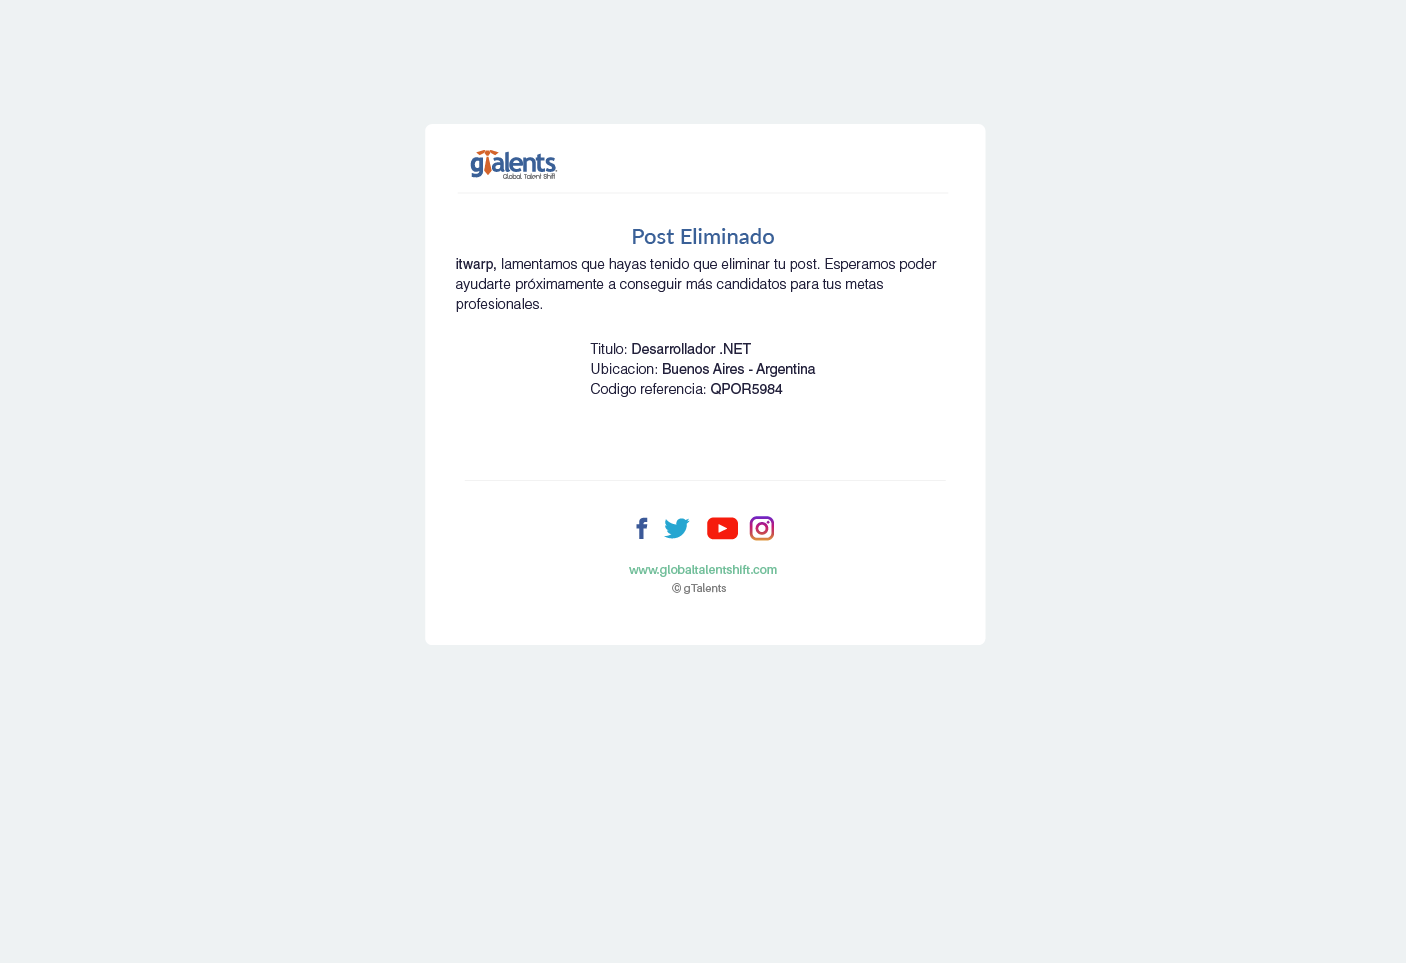 gTalents.
Global Talent Shift
Post Eliminado
itwarp, lamentamos que hayas tenido que eliminar tu post. Esperamos poder
ayudarte próximamente a conseguir más candidatos para tus metas
profesionales.
Titulo: Desarrollador .NET
Ubicacion: Buenos Aires - Argentina
Codigo referencia: QPOR5984
www.globaltalentshift.com
© gTalents